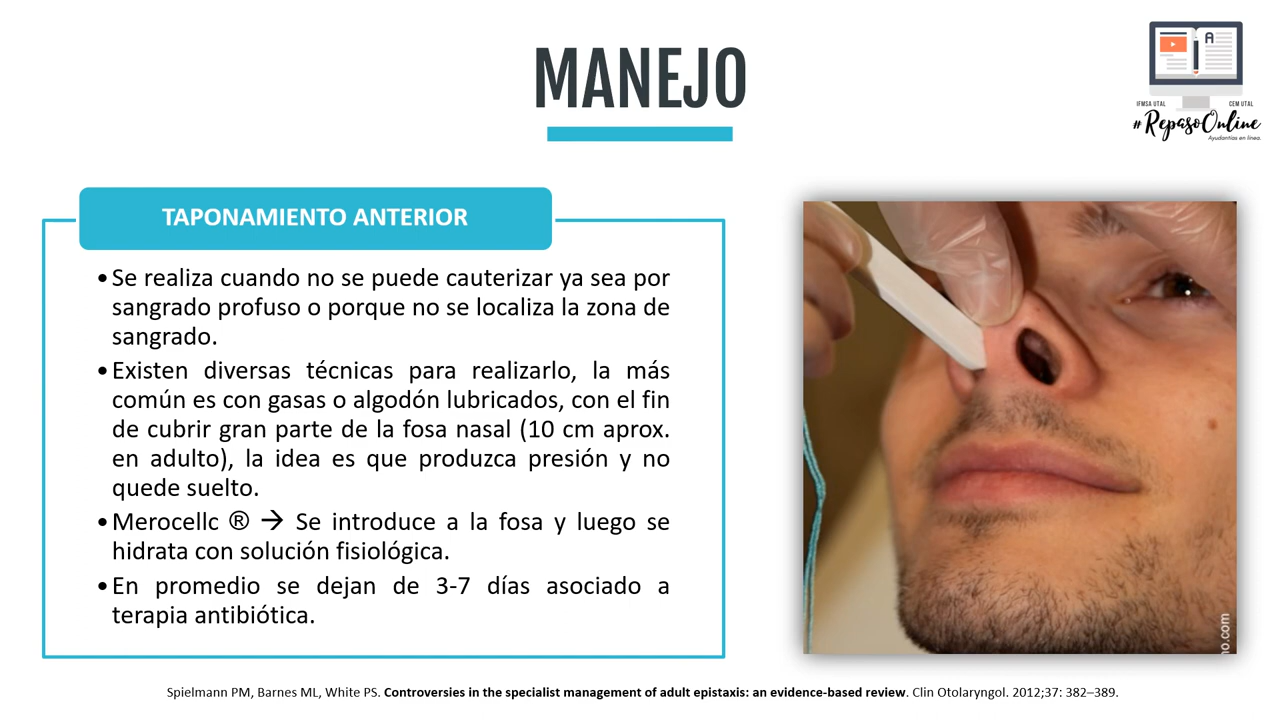 MANEJO
A
IFMSA UTAL
CEM UTAL
#RepasoOnline
Ayudantías en línea
TAPONAMIENTO ANTERIOR
• Se realiza cuando no se puede cauterizar ya sea por
sangrado profuso o porque no se localiza la zona de
sangrado.
• Existen diversas técnicas para realizarlo, la más
común es con gasas o algodón lubricados, con el fin
de cubrir gran parte de la fosa nasal (10 cm aprox.
en adulto), la idea es que produzca presión y no
quede suelto.
• Merocellc ® → Se introduce a la fosa y luego se
hidrata con solución fisiológica.
• En promedio se dejan de 3-7 días asociado a
terapia antibiótica.
Spielmann PM, Barnes ML, White PS. Controversies in the specialist management of adult epistaxis: an evidence-based review. Clin Otolaryngol. 2012;37: 382–389.